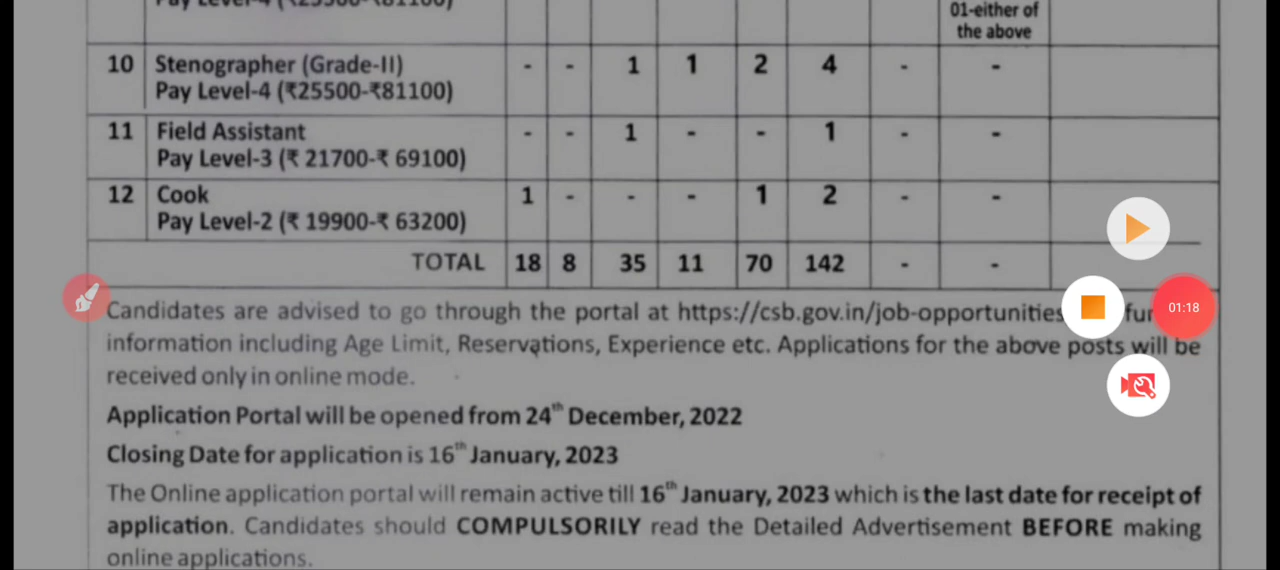 Pay Level-4 (₹25500-₹81100)
01-either of
the above
10 Stenographer (Grade-II) - - 1 1 2 4 - -
Pay Level-4 (₹25500-₹81100)
11 Field Assistant - - 1 - - 1 - -
Pay Level-3 (₹ 21700-₹ 69100)
12 Cook 1 - - - 1 2 - -
Pay Level-2 (₹ 19900-₹ 63200)
TOTAL 18 8 35 11 70 142 - -
Candidates are advised to go through the portal at https://csb.gov.in/job-opportunities
01:18
information including Age Limit, Reservations, Experience etc. Applications for the above posts will be
received only in online mode.
Application Portal will be opened from 24th December, 2022
Closing Date for application is 16th January, 2023
The Online application portal will remain active till 16th January, 2023 which is the last date for receipt of
application. Candidates should COMPULSORILY read the Detailed Advertisement BEFORE making
online applications.